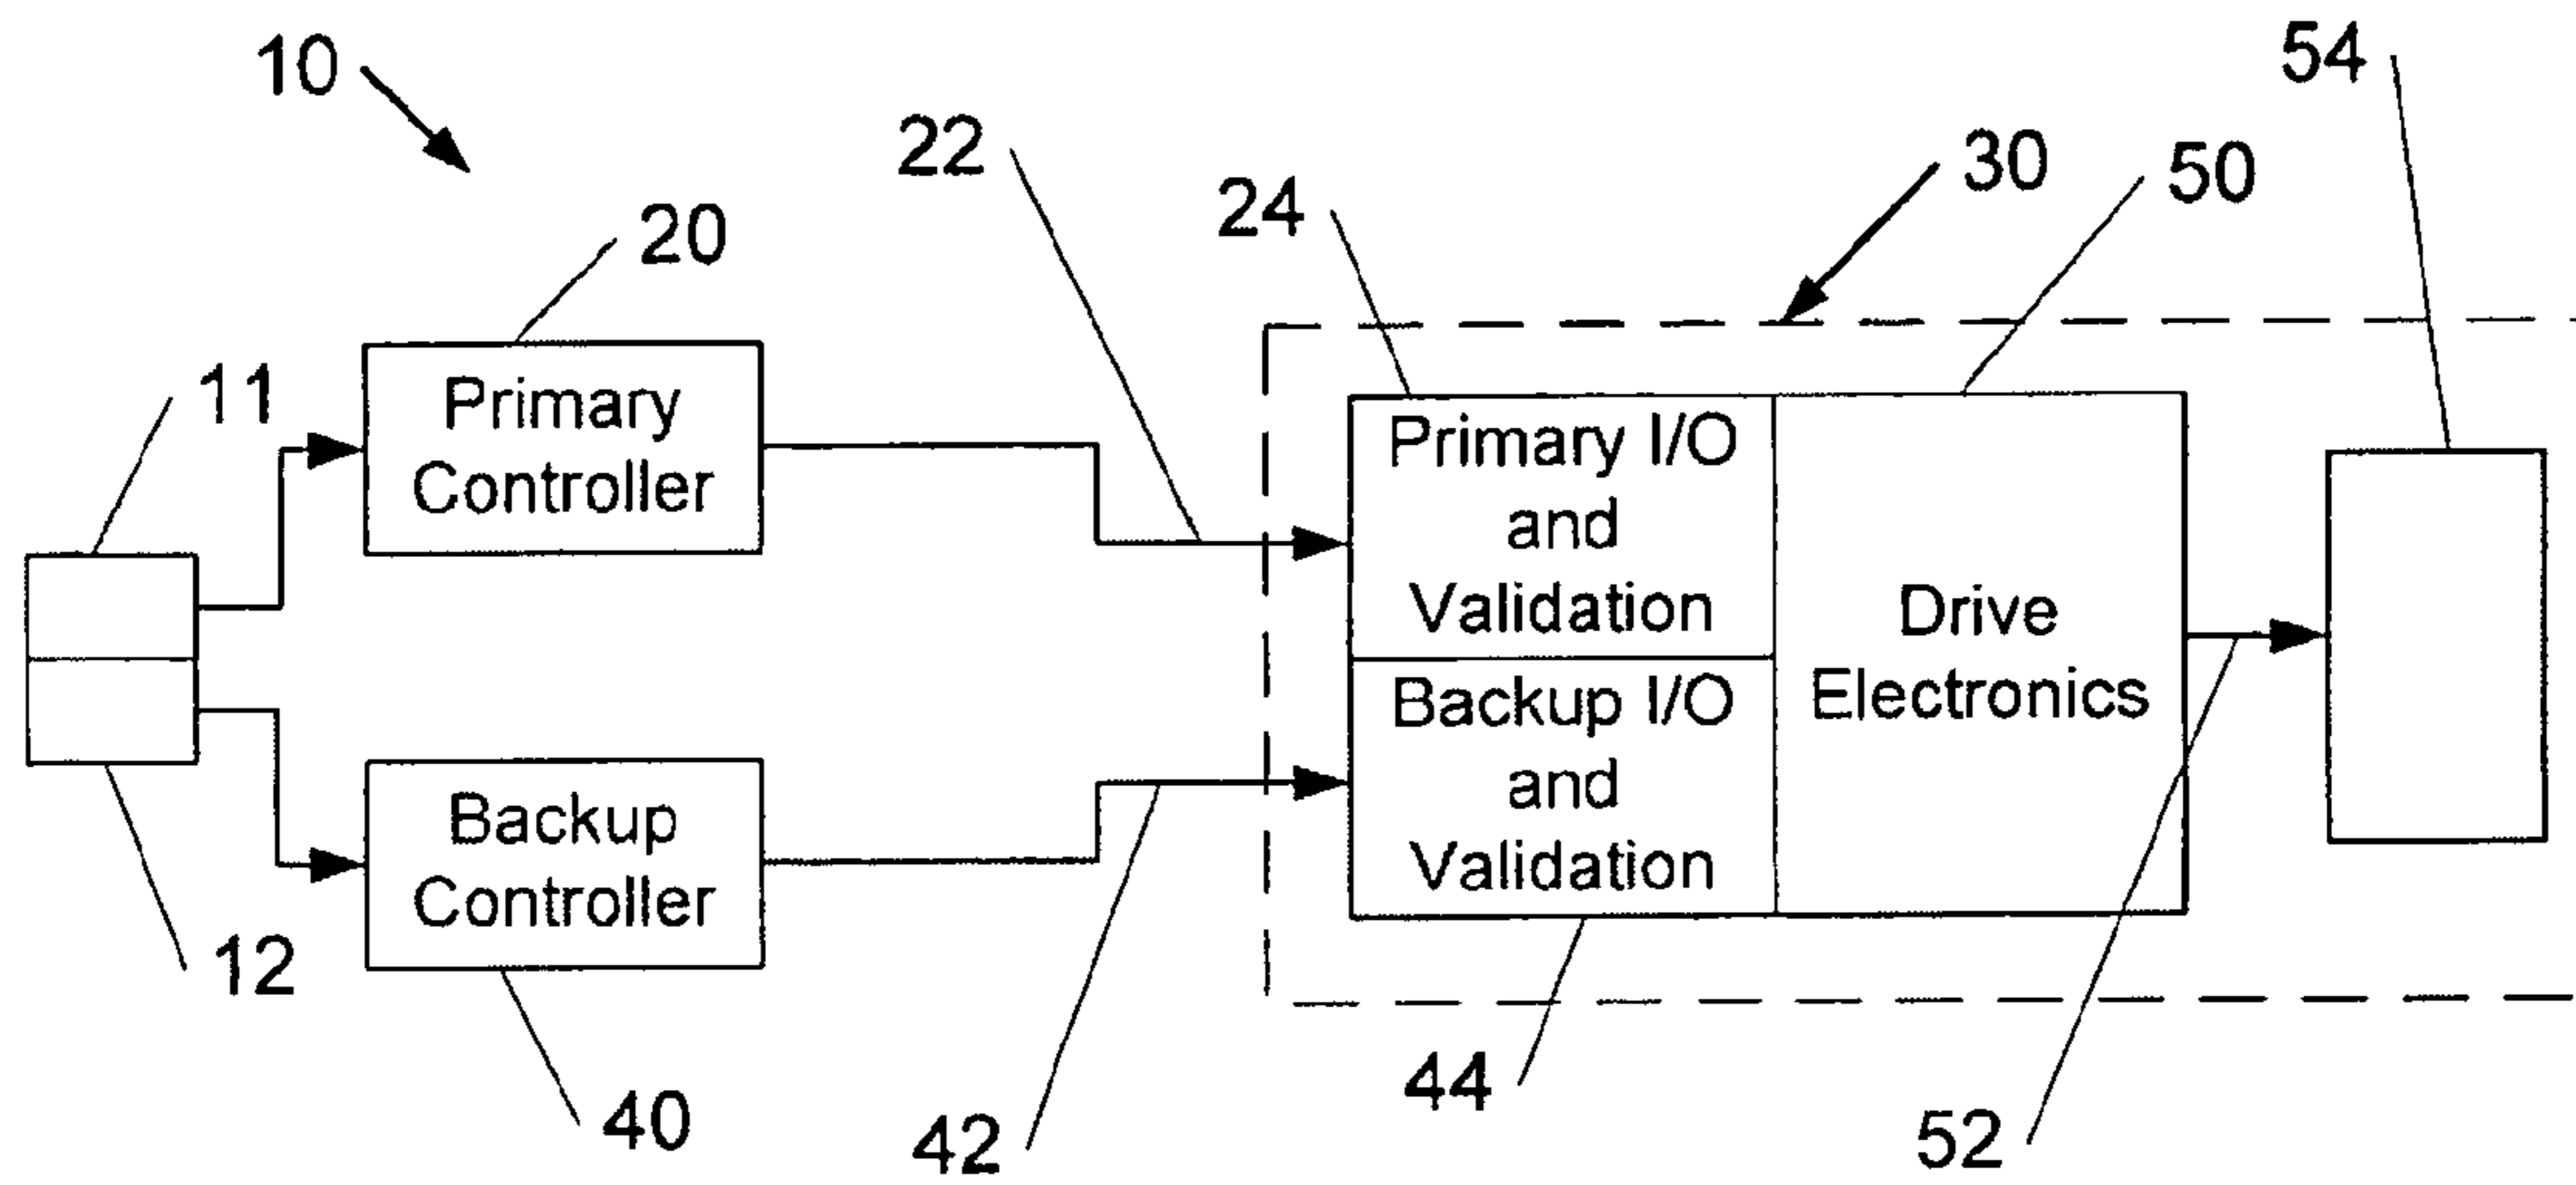 10
54
22
30
50
24
20
11
Primary
Controller
Primary I/O
and
Validation
Drive
Electronics
Backup I/O
and
Validation
Backup
Controller
12
40
42
44
52